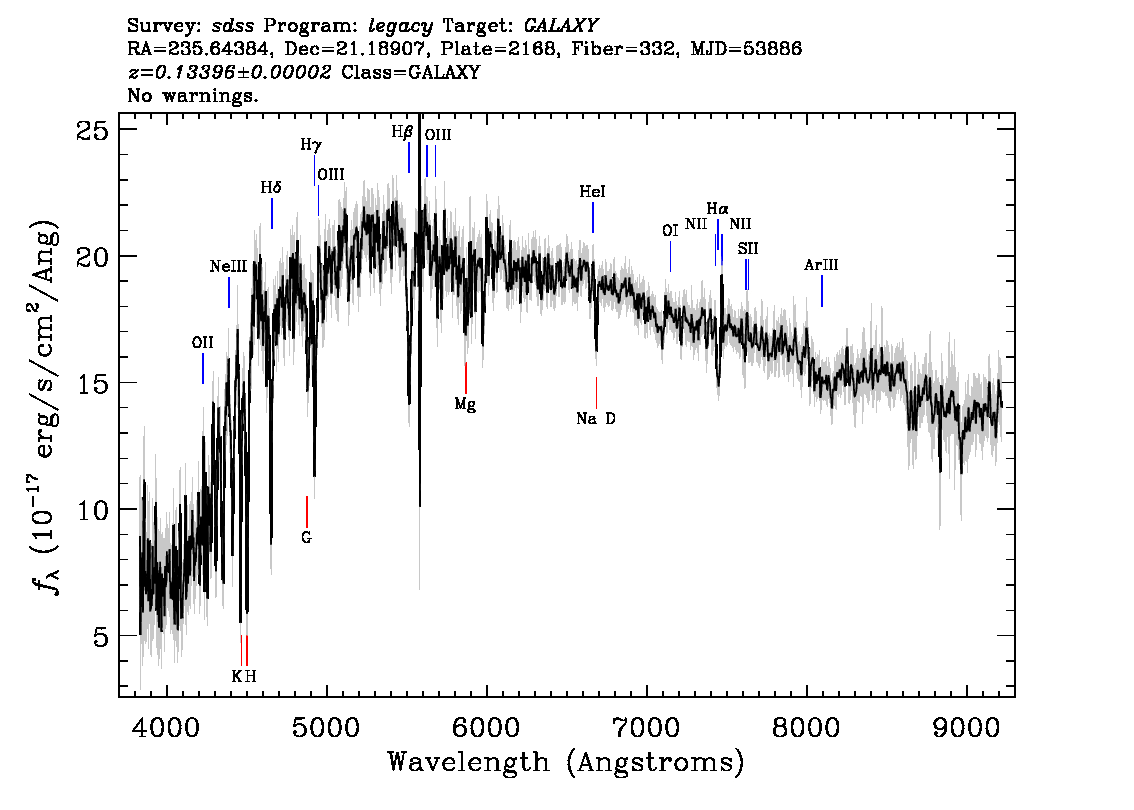 Survey: sdss Program: legacy Target: GALAXY
RA=235.64384, Dec=21.18907, Plate=2168, Fiber=332, MJD=53886
z=0.13396±0.00002 Class=GALAXY
No warnings.
25
20
15
10
5
Hβ
OIII
Hγ
OIII
Hδ
HeI
Hα
NII
NII
OI
SII
NeIII
ArIII
OII
Mg
Na D
G
K H
4000 5000 6000 7000 8000 9000
Wavelength (Angstroms)
fλ (10⁻¹⁷ erg/s/cm²/Ang)